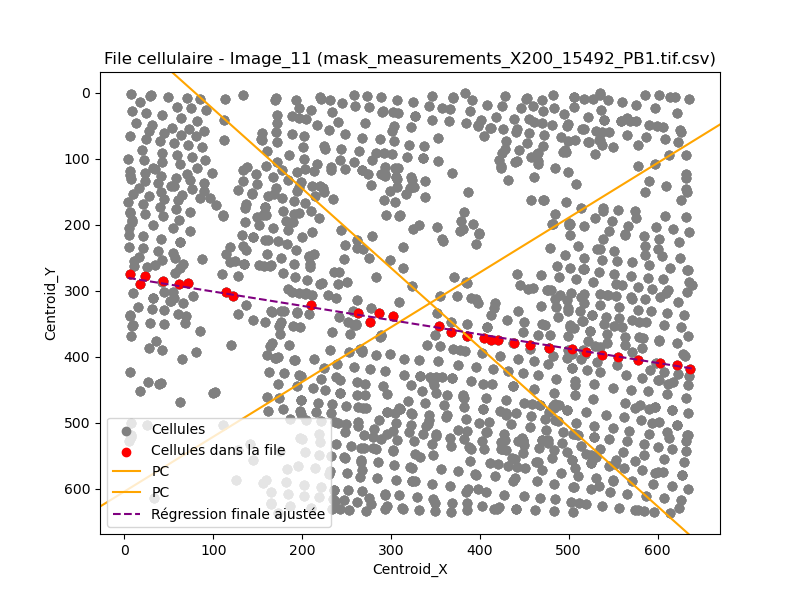 File cellulaire - Image_11 (mask_measurements_X200_15492_PB1.tif.csv)
0
100
200
300
400
500
600
Centroid_Y
Cellules
Cellules dans la file
PC
PC
Régression finale ajustée
0 100 200 300 400 500 600
Centroid_X